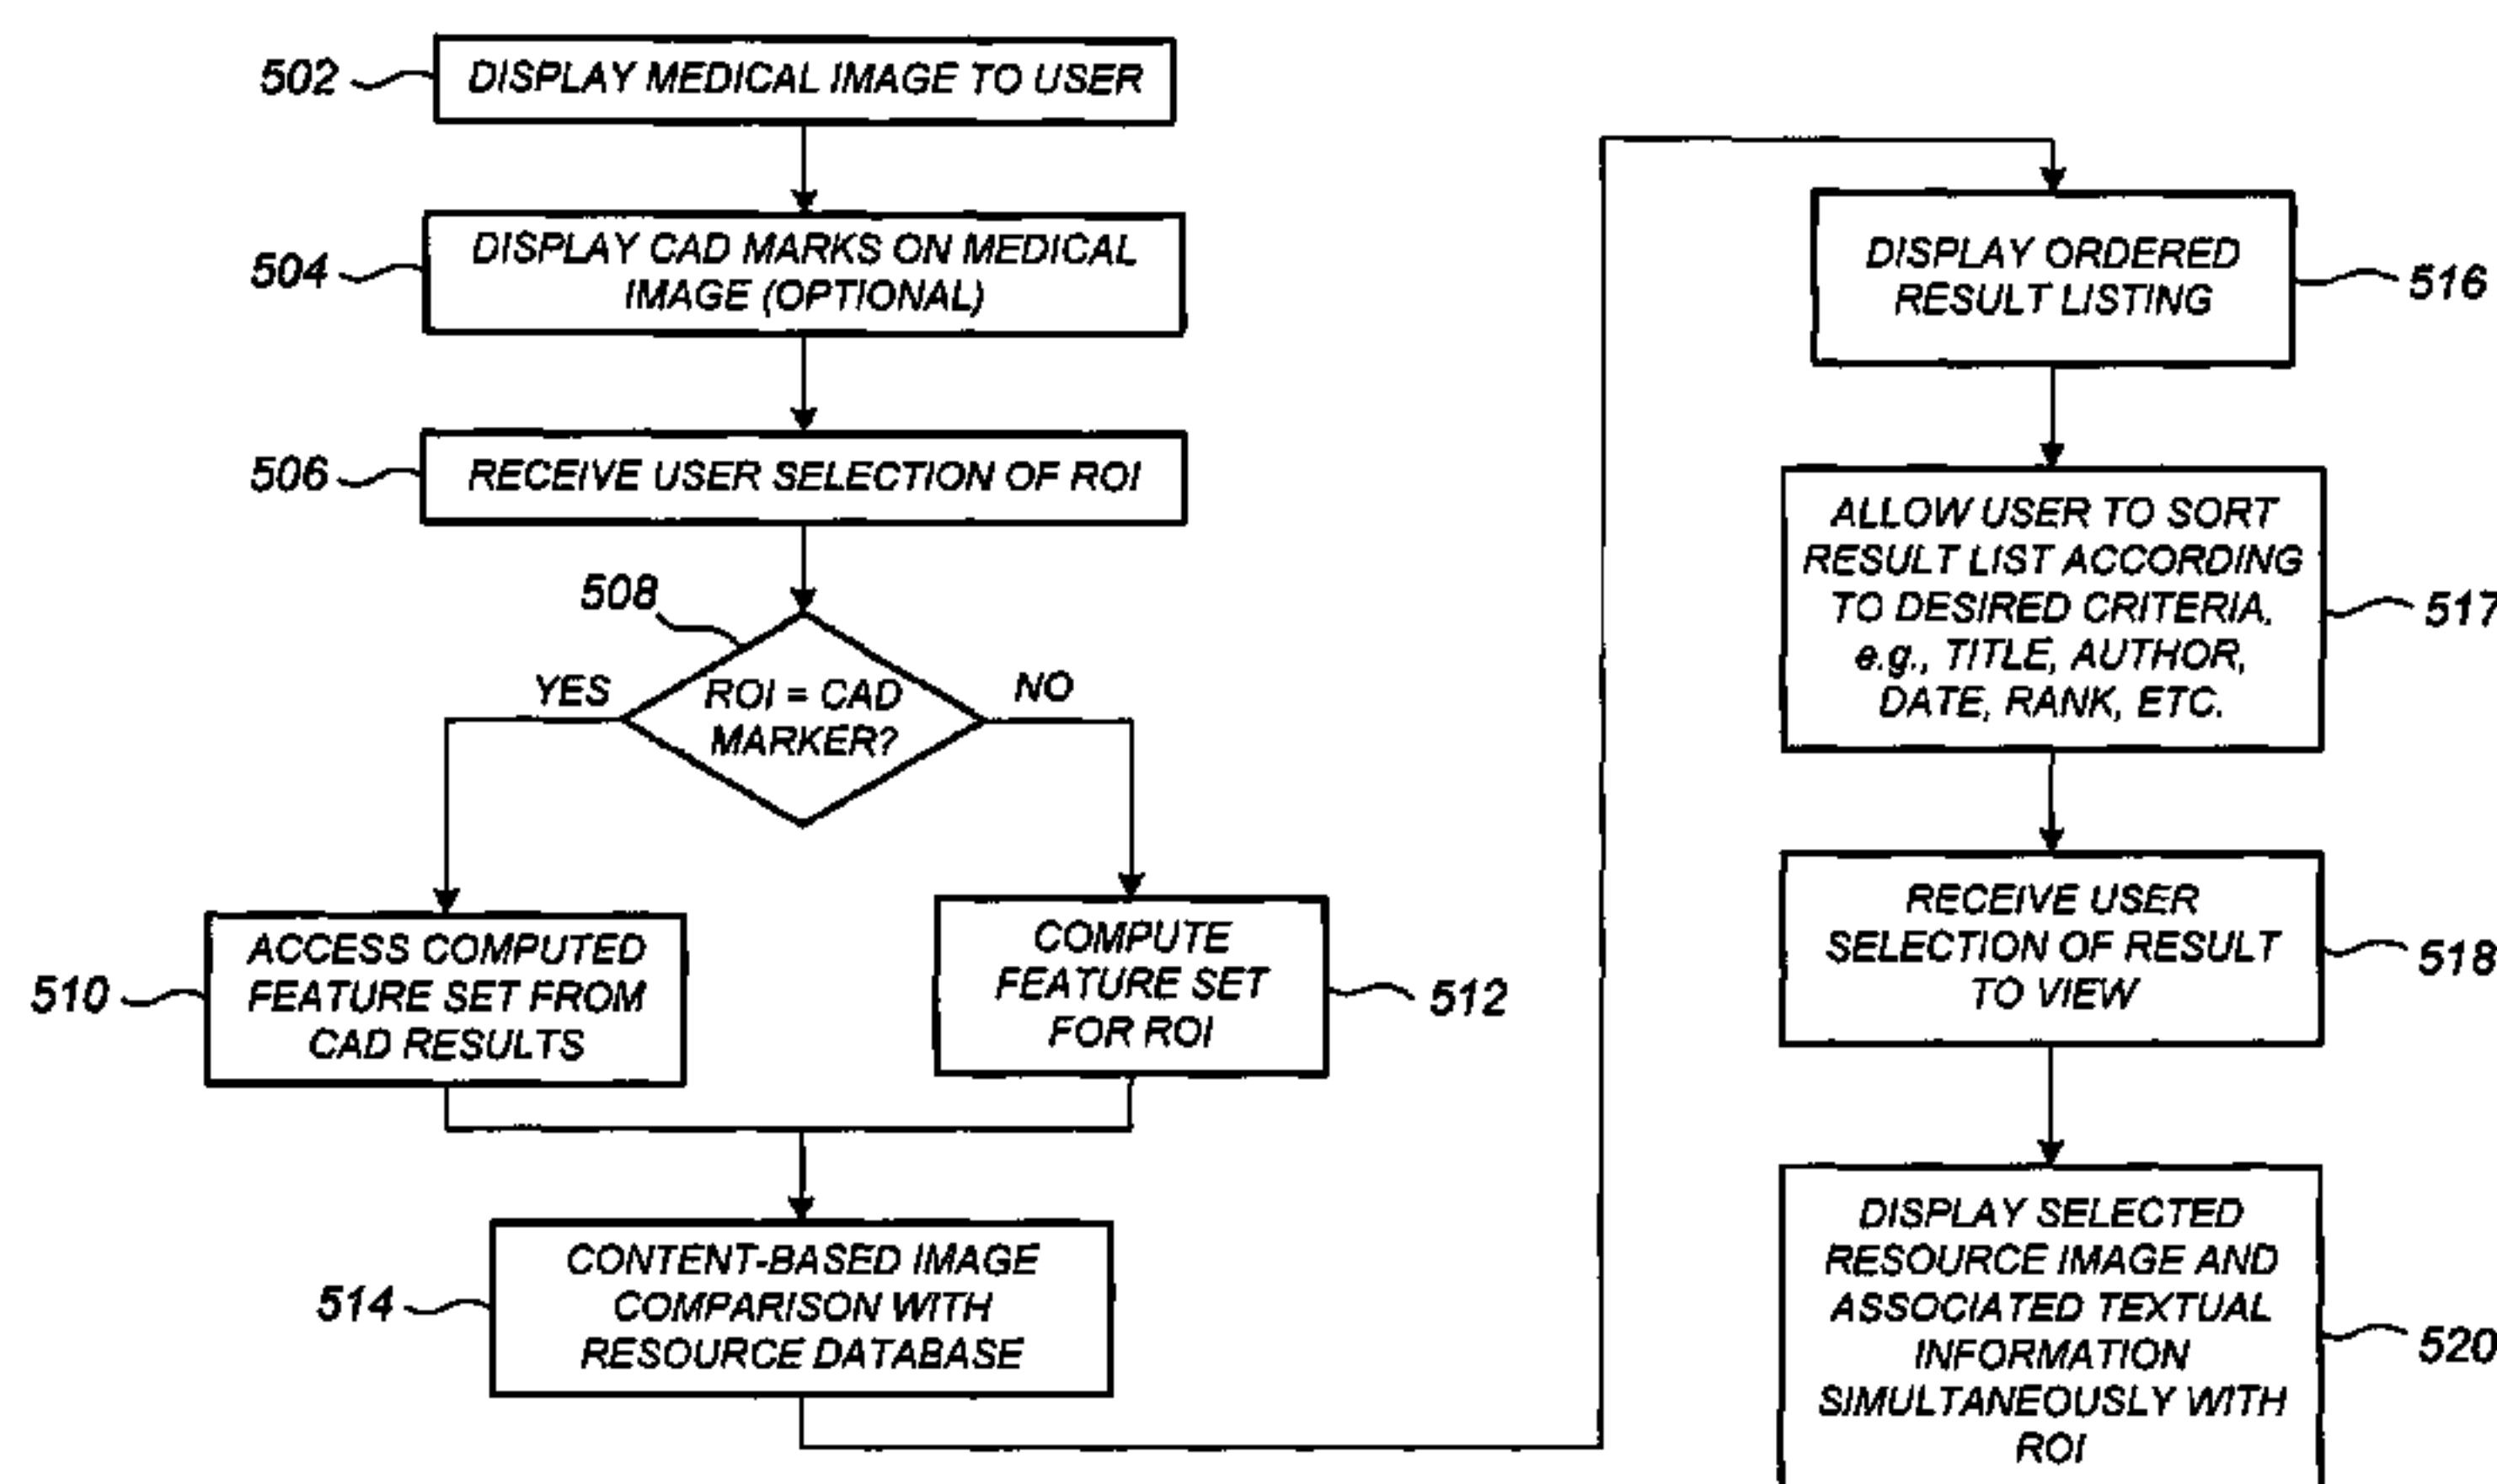 502
DISPLAY MEDICAL IMAGE TO USER
504
DISPLAY CAD MARKS ON MEDICAL
IMAGE (OPTIONAL)
506
RECEIVE USER SELECTION OF ROI
508
YES
ROI = CAD
MARKER?
NO
510
ACCESS COMPUTED
FEATURE SET FROM
CAD RESULTS
COMPUTE
FEATURE SET
FOR ROI
512
514
CONTENT-BASED IMAGE
COMPARISON WITH
RESOURCE DATABASE
DISPLAY ORDERED
RESULT LISTING
516
ALLOW USER TO SORT
RESULT LIST ACCORDING
TO DESIRED CRITERIA,
e.g., TITLE, AUTHOR,
DATE, RANK, ETC.
517
RECEIVE USER
SELECTION OF RESULT
TO VIEW
518
DISPLAY SELECTED
RESOURCE IMAGE AND
ASSOCIATED TEXTUAL
INFORMATION
SIMULTANEOUSLY WITH
ROI
520